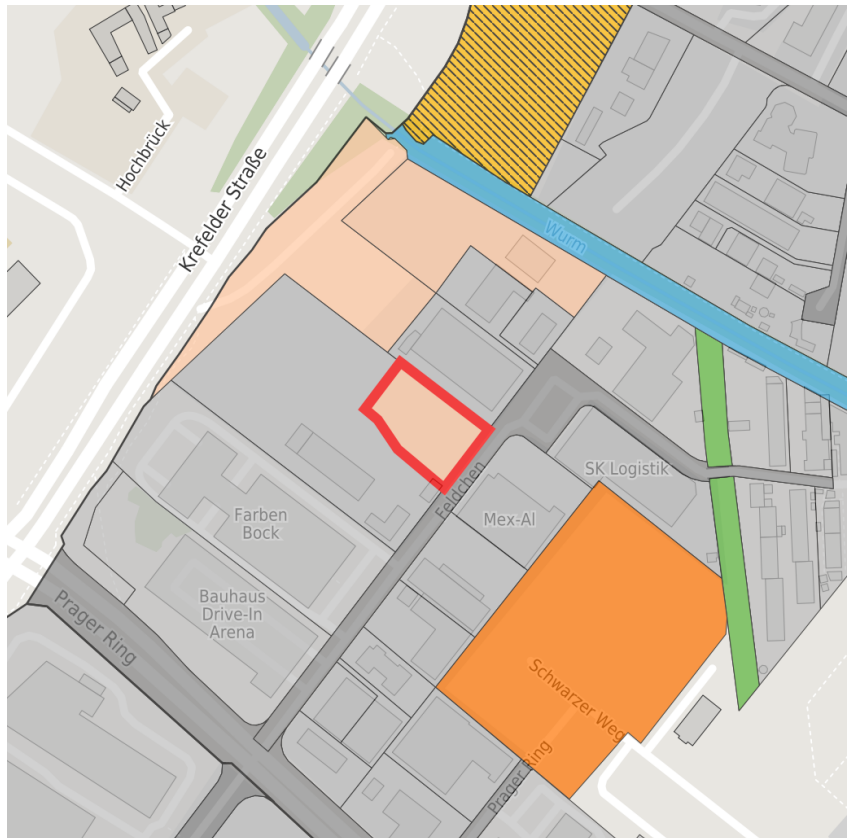 Hochbrück
Krefelder Straße
Wurm
SK Logistik
Feldchen
Mex-Al
Farben
Bock
Bauhaus
Drive-In
Arena
Prager Ring
Schwarzer Weg
Prager Ring